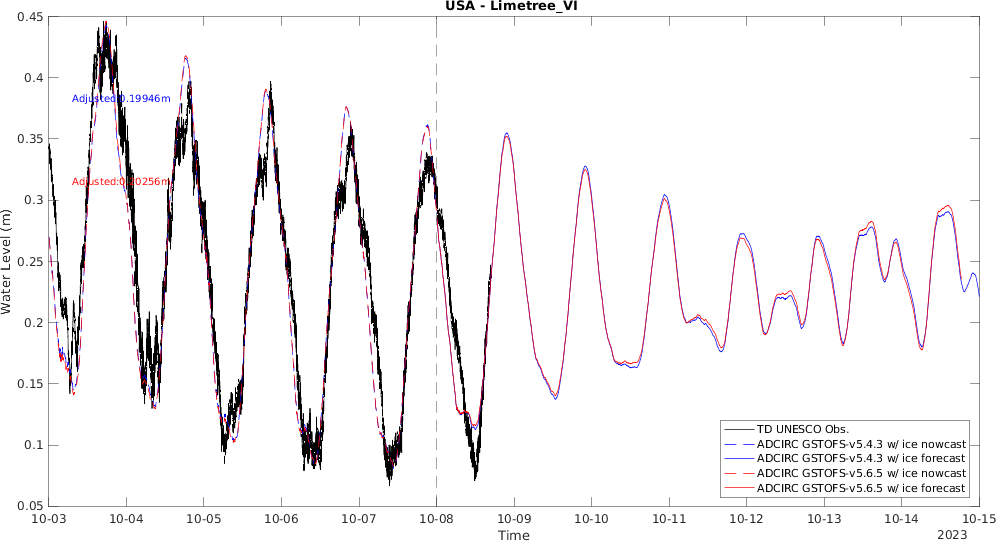 USA - Limetree_VI
0.45
0.4
0.35
0.3
0.25
0.2
0.15
0.1
0.05
Water Level (m)
Adjusted:0.19946m
Adjusted:0.20256m
TD UNESCO Obs.
ADCIRC GSTOFS-v5.4.3 w/ ice nowcast
ADCIRC GSTOFS-v5.4.3 w/ ice forecast
ADCIRC GSTOFS-v5.6.5 w/ ice nowcast
ADCIRC GSTOFS-v5.6.5 w/ ice forecast
10-03 10-04 10-05 10-06 10-07 10-08 10-09 10-10 10-11 10-12 10-13 10-14 10-15
Time
2023